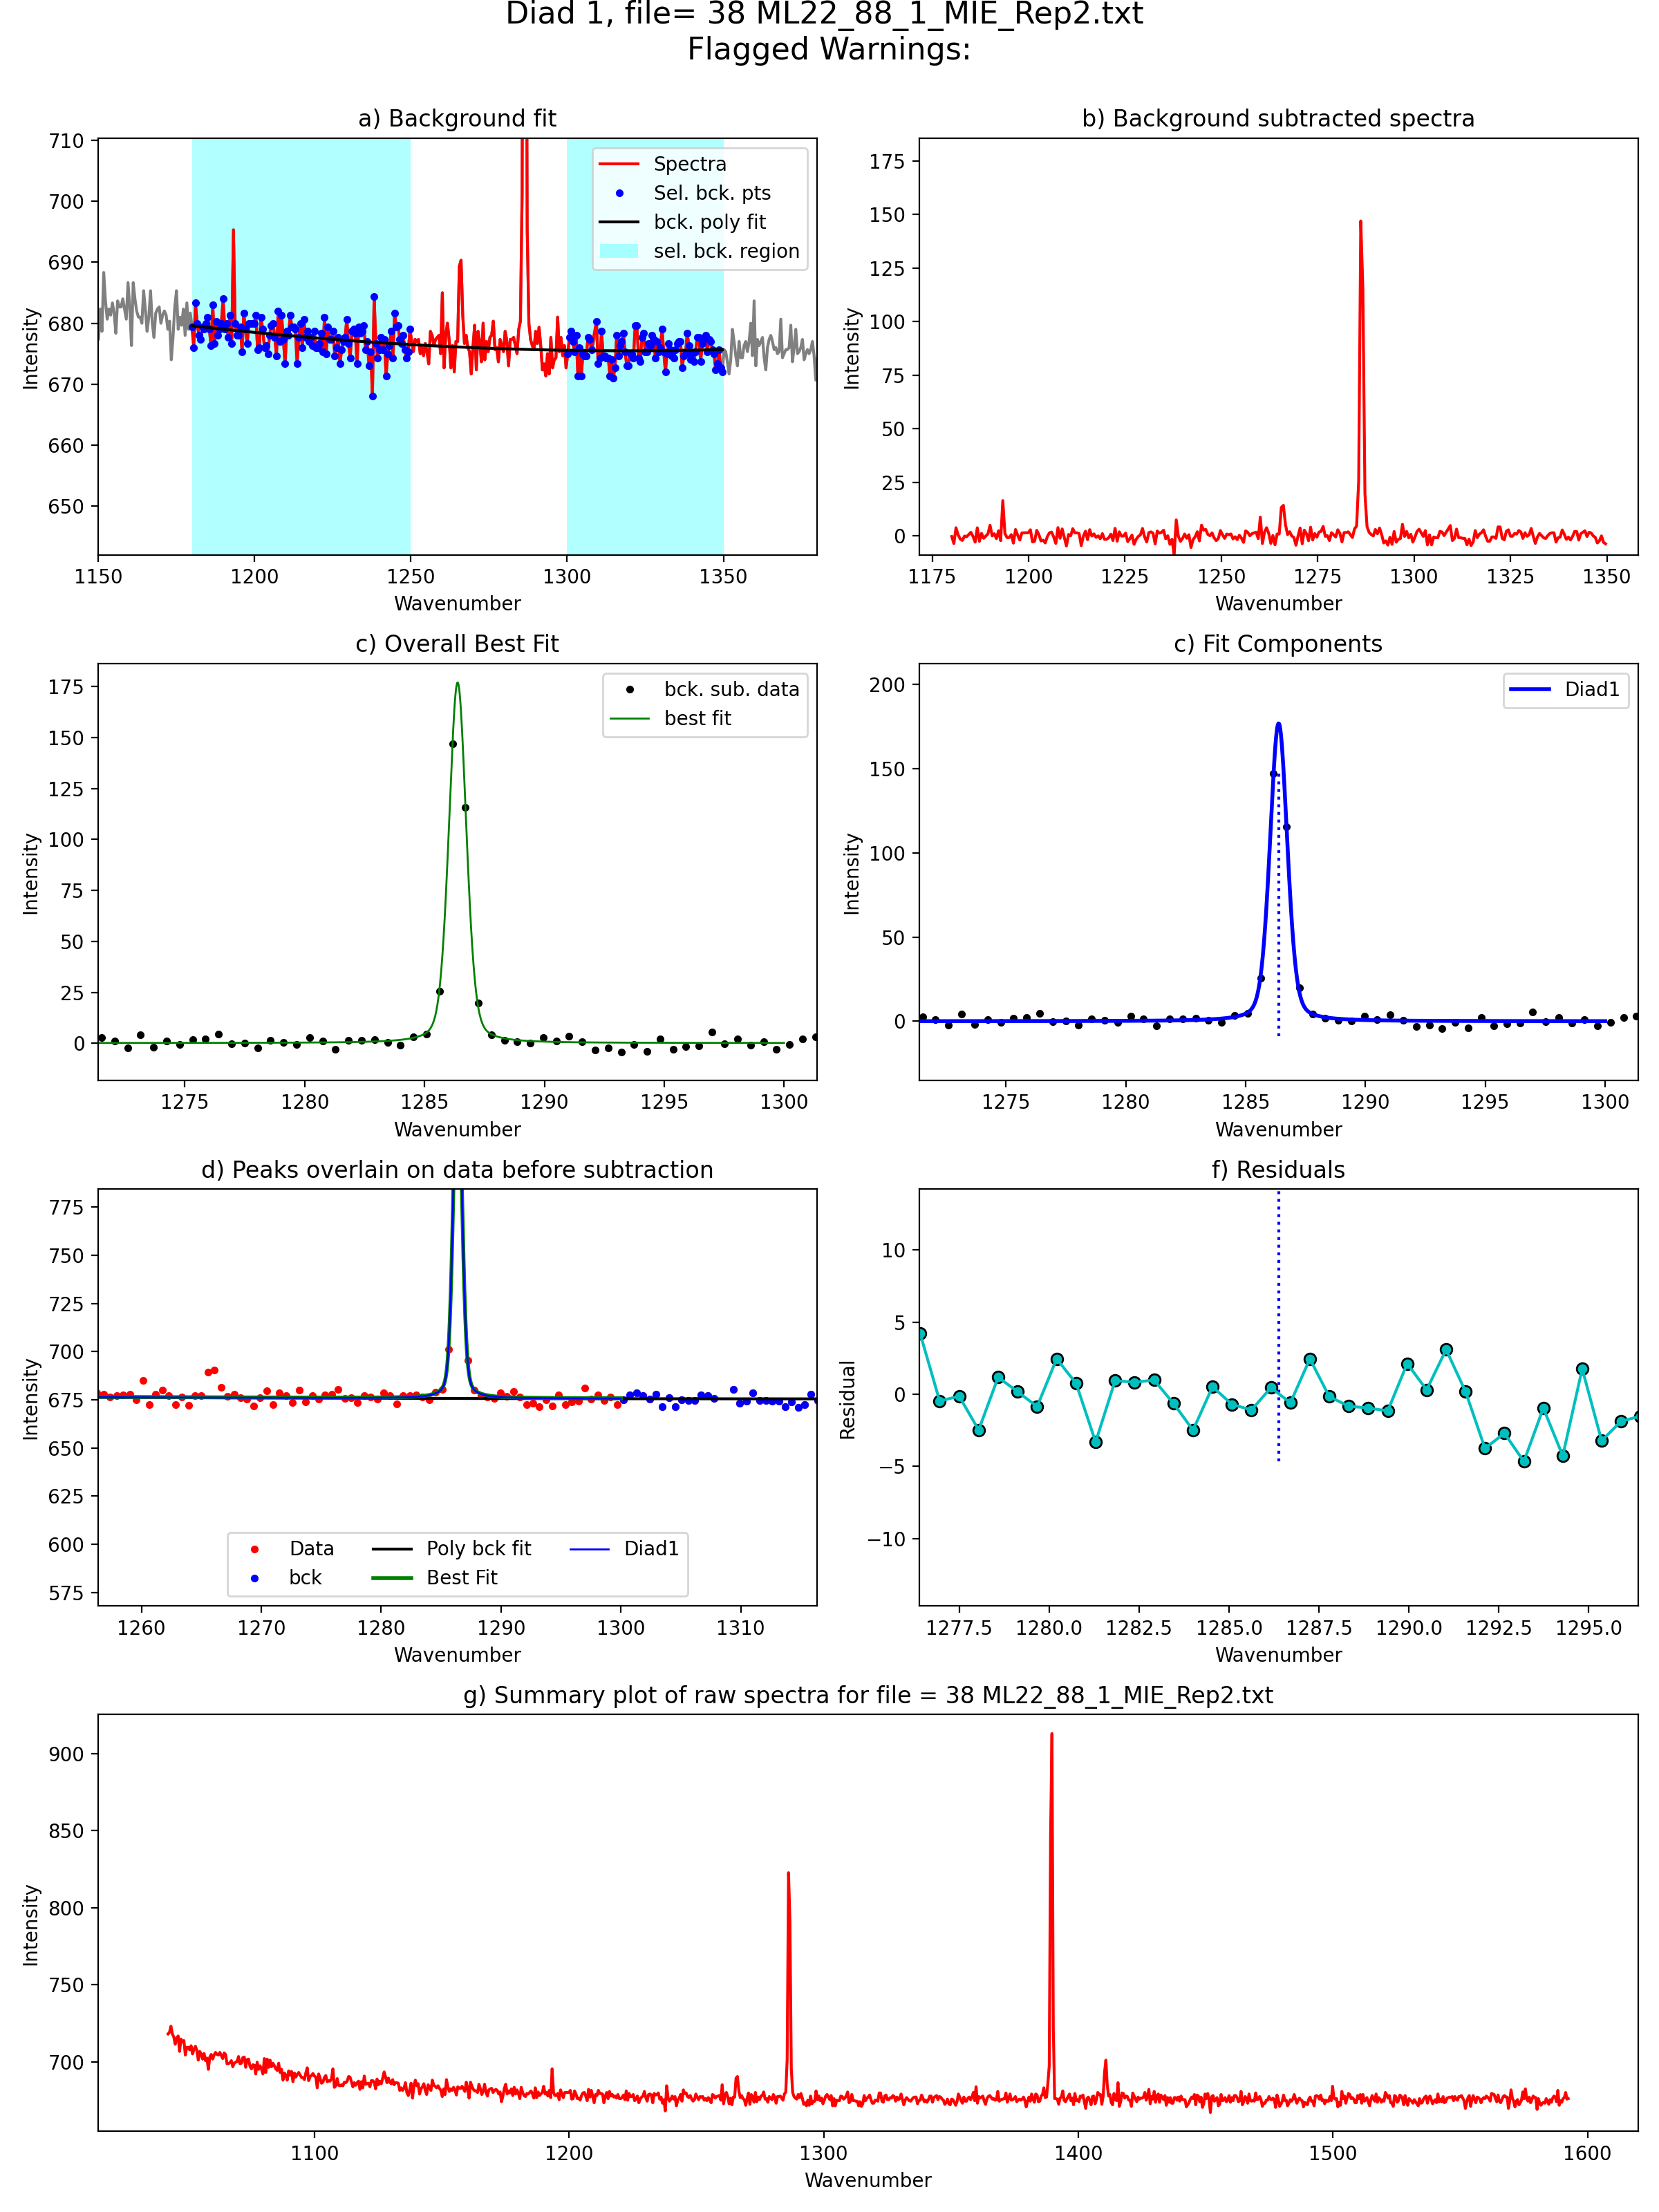 Diad 1, file= 38 ML22_88_1_MIE_Rep2.txt
Flagged Warnings:
a) Background fit
710
700
690
680
670
660
650
Intensity
Spectra
Sel. bck. pts
bck. poly fit
sel. bck. region
1150 1200 1250 1300 1350
Wavenumber
b) Background subtracted spectra
175
150
125
100
75
50
25
0
Intensity
1175 1200 1225 1250 1275 1300 1325 1350
Wavenumber
c) Overall Best Fit
175
150
125
100
75
50
25
0
Intensity
bck. sub. data
best fit
1275 1280 1285 1290 1295 1300
Wavenumber
c) Fit Components
200
150
100
50
0
Intensity
Diad1
1275 1280 1285 1290 1295 1300
Wavenumber
d) Peaks overlain on data before subtraction
775
750
725
700
675
650
625
600
575
Intensity
Data Poly bck fit Diad1
bck Best Fit
1260 1270 1280 1290 1300 1310
Wavenumber
f) Residuals
10
5
0
−5
−10
Residual
1277.5 1280.0 1282.5 1285.0 1287.5 1290.0 1292.5 1295.0
Wavenumber
g) Summary plot of raw spectra for file = 38 ML22_88_1_MIE_Rep2.txt
900
850
800
750
700
Intensity
1100 1200 1300 1400 1500 1600
Wavenumber